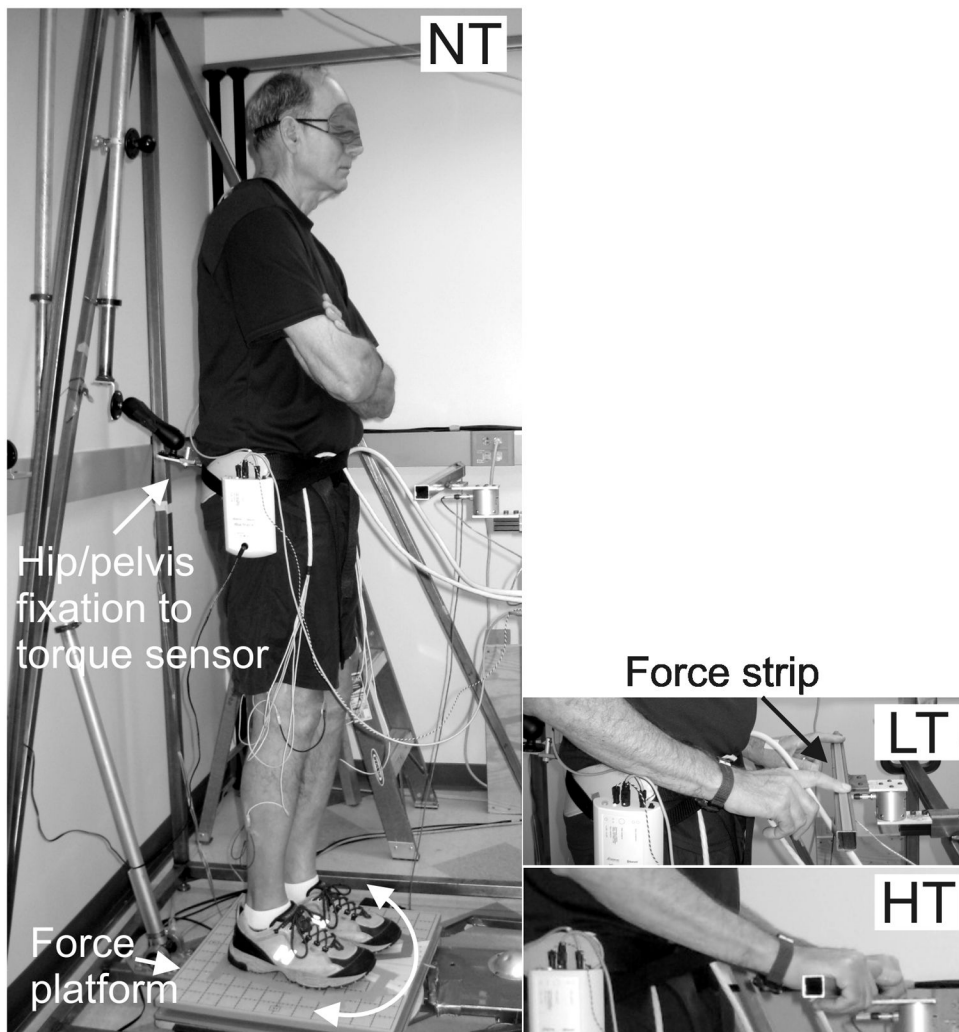 NT
Hip/pelvis
fixation to
torque sensor
Force
platform
Force strip
LT
HT